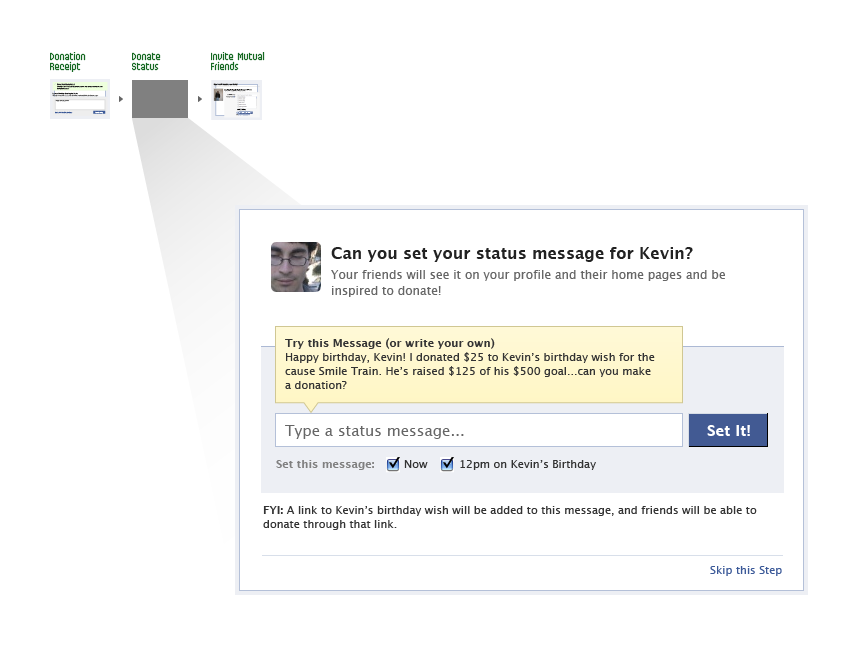 Donation
Receipt
Donate
Status
Invite Mutual
Friends
Can you set your status message for Kevin?
Your friends will see it on your profile and their home pages and be
inspired to donate!
Try this Message (or write your own)
Happy birthday, Kevin! I donated $25 to Kevin’s birthday wish for the
cause Smile Train. He’s raised $125 of his $500 goal...can you make
a donation?
Type a status message...
Set It!
Set this message: Now 12pm on Kevin’s Birthday
FYI: A link to Kevin’s birthday wish will be added to this message, and friends will be able to
donate through that link.
Skip this Step